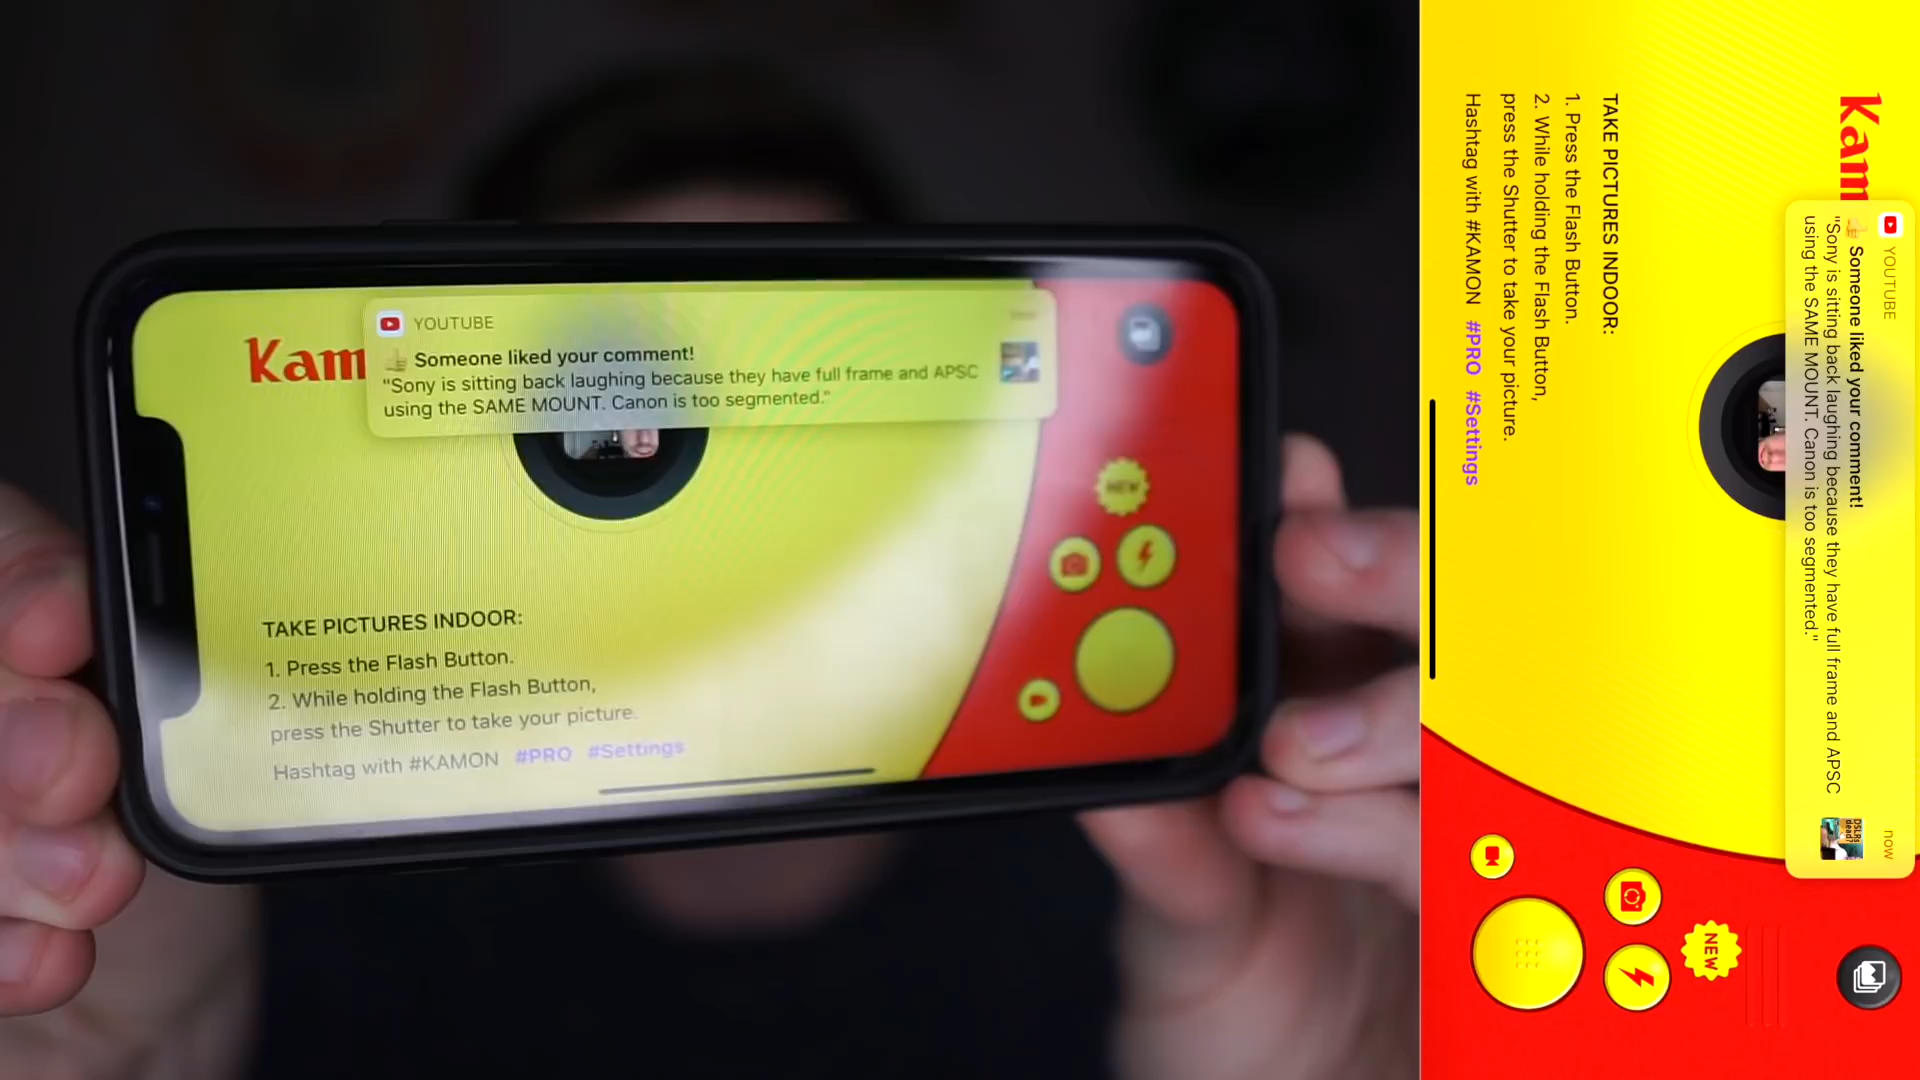 YOUTUBE
Someone liked your comment!
"Sony is sitting back laughing because they have full frame and APSC
using the SAME MOUNT. Canon is too segmented."
Kam
NEW
TAKE PICTURES INDOOR:
1. Press the Flash Button.
2. While holding the Flash Button,
press the Shutter to take your picture.
Hashtag with #KAMON #PRO #Settings
YOUTUBE
now
Someone liked your comment!
"Sony is sitting back laughing because they have full frame and APSC
using the SAME MOUNT. Canon is too segmented."
DSLRs
dead?
Kam
TAKE PICTURES INDOOR:
1. Press the Flash Button.
2. While holding the Flash Button,
press the Shutter to take your picture.
Hashtag with #KAMON #PRO #Settings
NEW